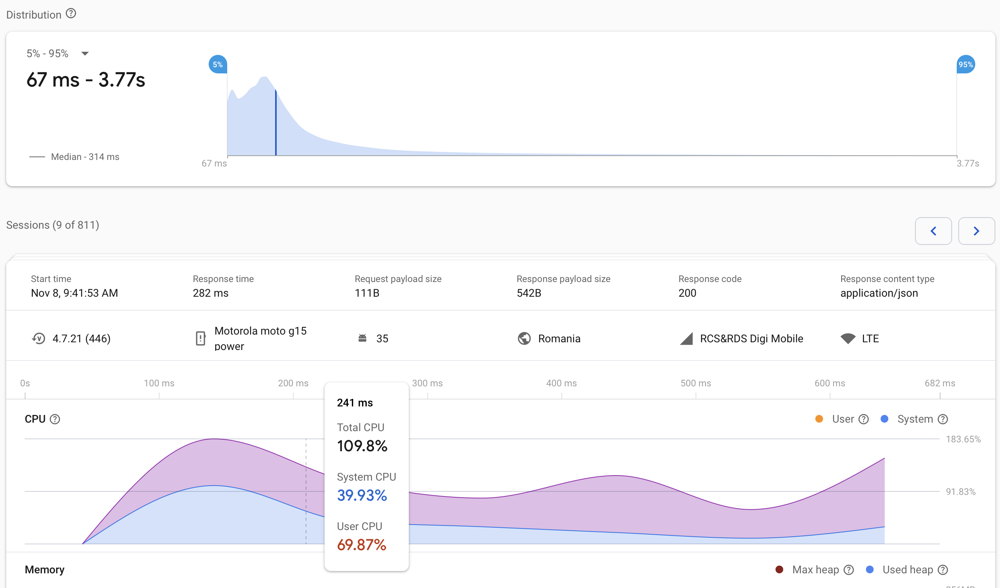 Distribution
5% - 95%
67 ms - 3.77s
5%
95%
Median - 314 ms
67 ms
3.77s
Sessions (9 of 811)
Start time
Nov 8, 9:41:53 AM
Response time
282 ms
Request payload size
111B
Response payload size
542B
Response code
200
Response content type
application/json
4.7.21 (446)
Motorola moto g15
power
35
Romania
RCS&RDS Digi Mobile
LTE
0s
100 ms
200 ms
300 ms
400 ms
500 ms
600 ms
682 ms
241 ms
Total CPU
109.8%
System CPU
39.93%
User CPU
69.87%
CPU
User
System
183.65%
91.83%
Memory
Max heap
Used heap